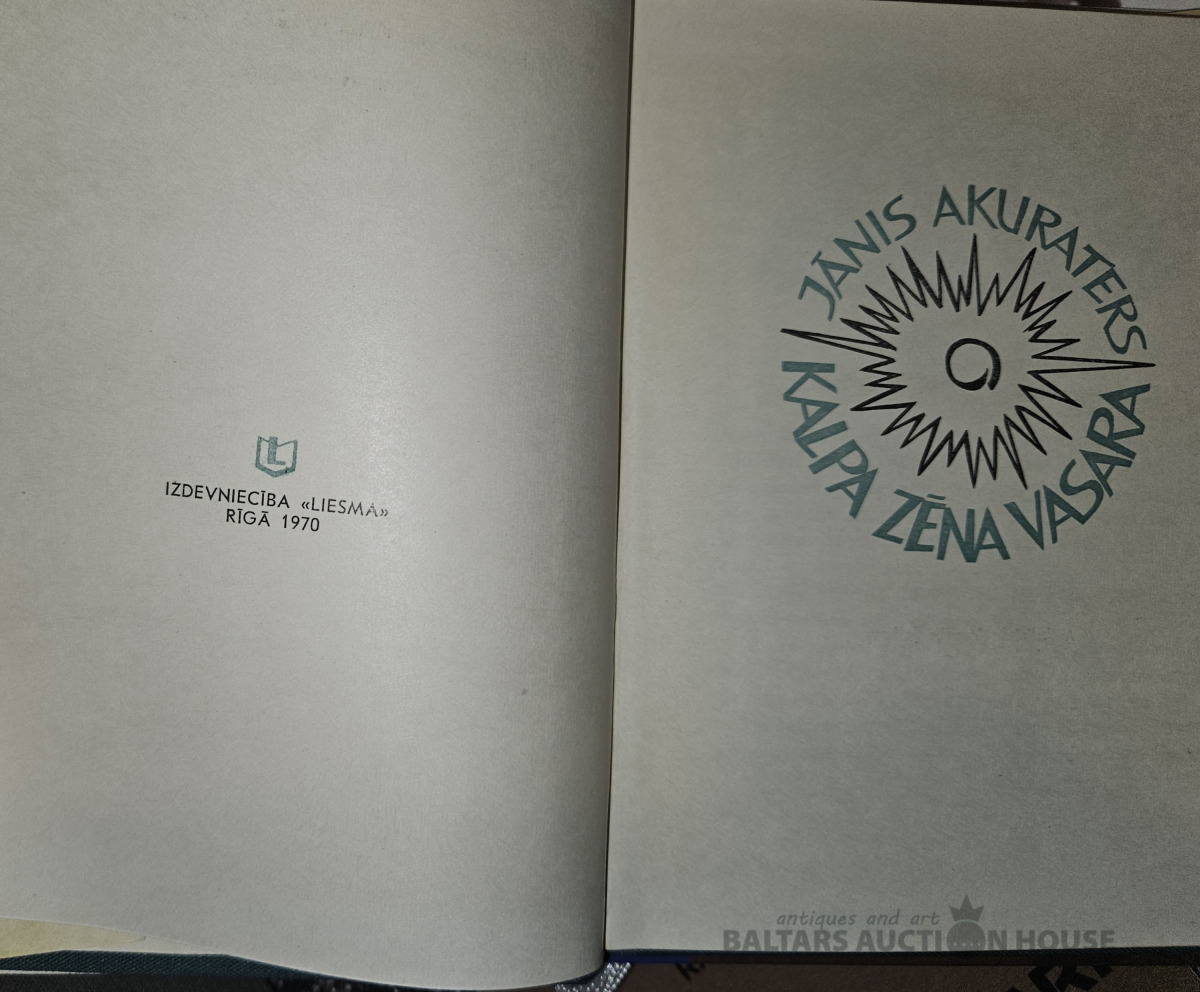 L
IZDEVNIECĪBA «LIESMA»
RĪGĀ 1970
JĀNIS AKURATERS
KALPA ZĒNA VASARA
antiques and art
BALTARS AUCTION HOUSE